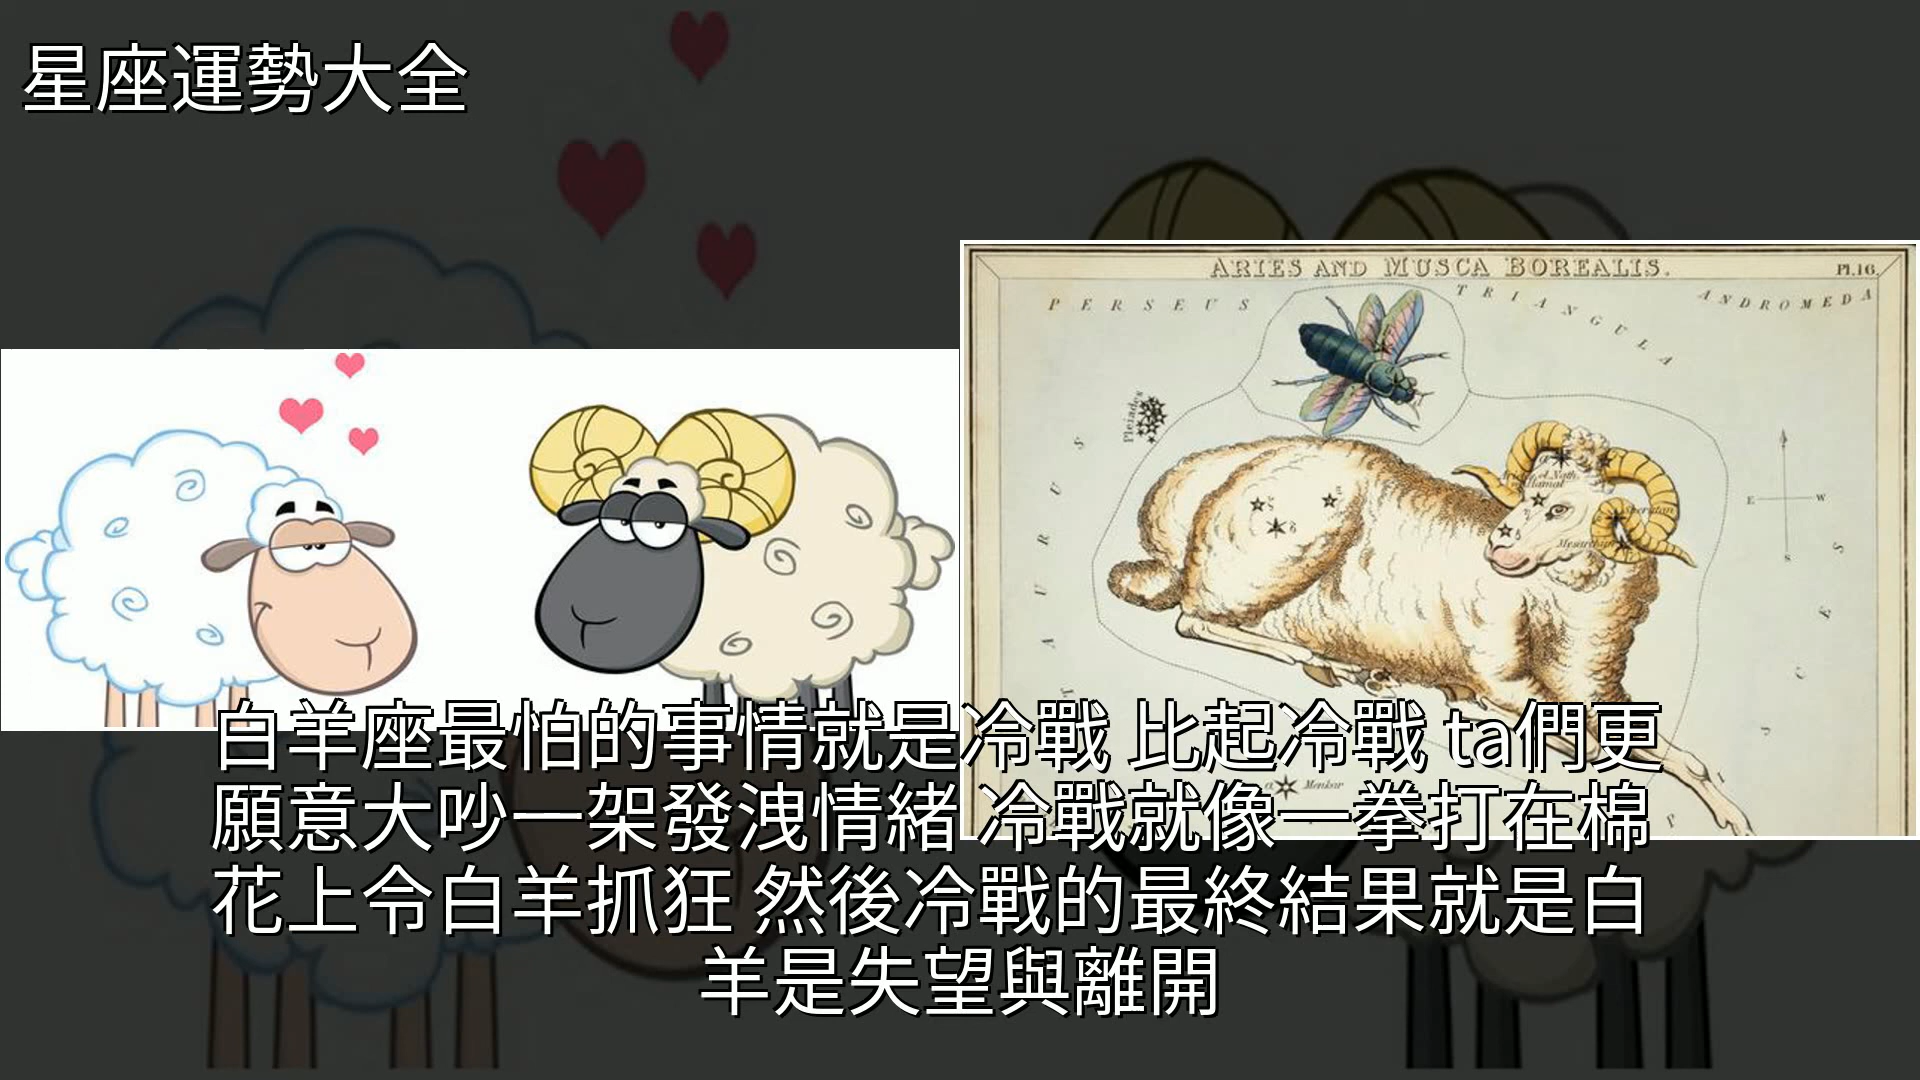 星座運勢大全
ARIES AND MUSCA BOREALIS.
Pl.16.
PERSEUS
TRIANGULA
ANDROMEDA
Pleiades
TAURUS
E
W
S
Mesarthim
白羊座最怕的事情就是冷戰 比起冷戰 ta們更
願意大吵一架發洩情緒 冷戰就像一拳打在棉
花上令白羊抓狂 然後冷戰的最終結果就是白
羊是失望與離開
Menkar